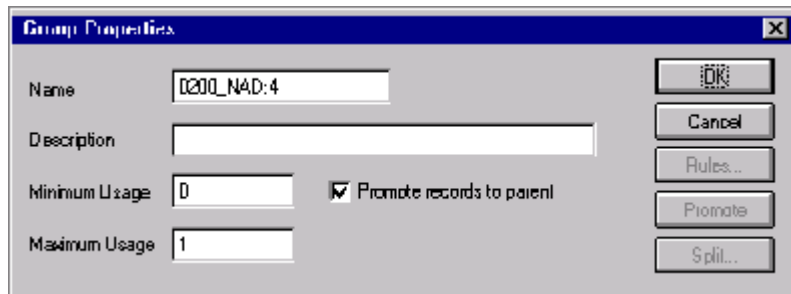 Group Properties
Name 0200_NAD:4
OK
Cancel
Description
Rules...
Minimum Usage 0
Promote records to parent
Promote
Maximum Usage 1
Split...